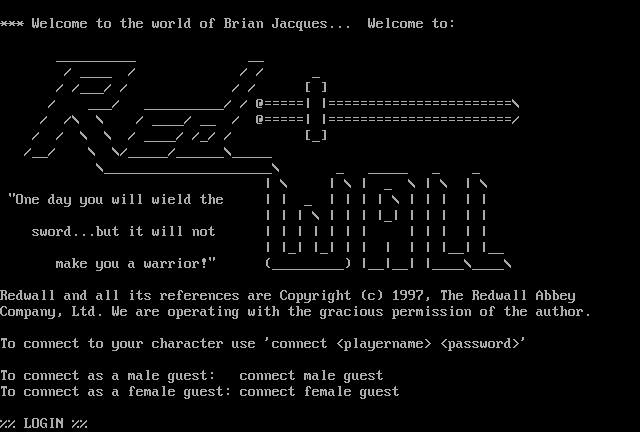 *** Welcome to the world of Brian Jacques...  Welcome to:
Red
WALL
"One day you will wield the
sword...but it will not
make you a warrior!"
Redwall and all its references are Copyright (c) 1997, The Redwall Abbey
Company, Ltd. We are operating with the gracious permission of the author.
To connect to your character use 'connect <playername> <password>'
To connect as a male guest:   connect male guest
To connect as a female guest: connect female guest
%% LOGIN %%